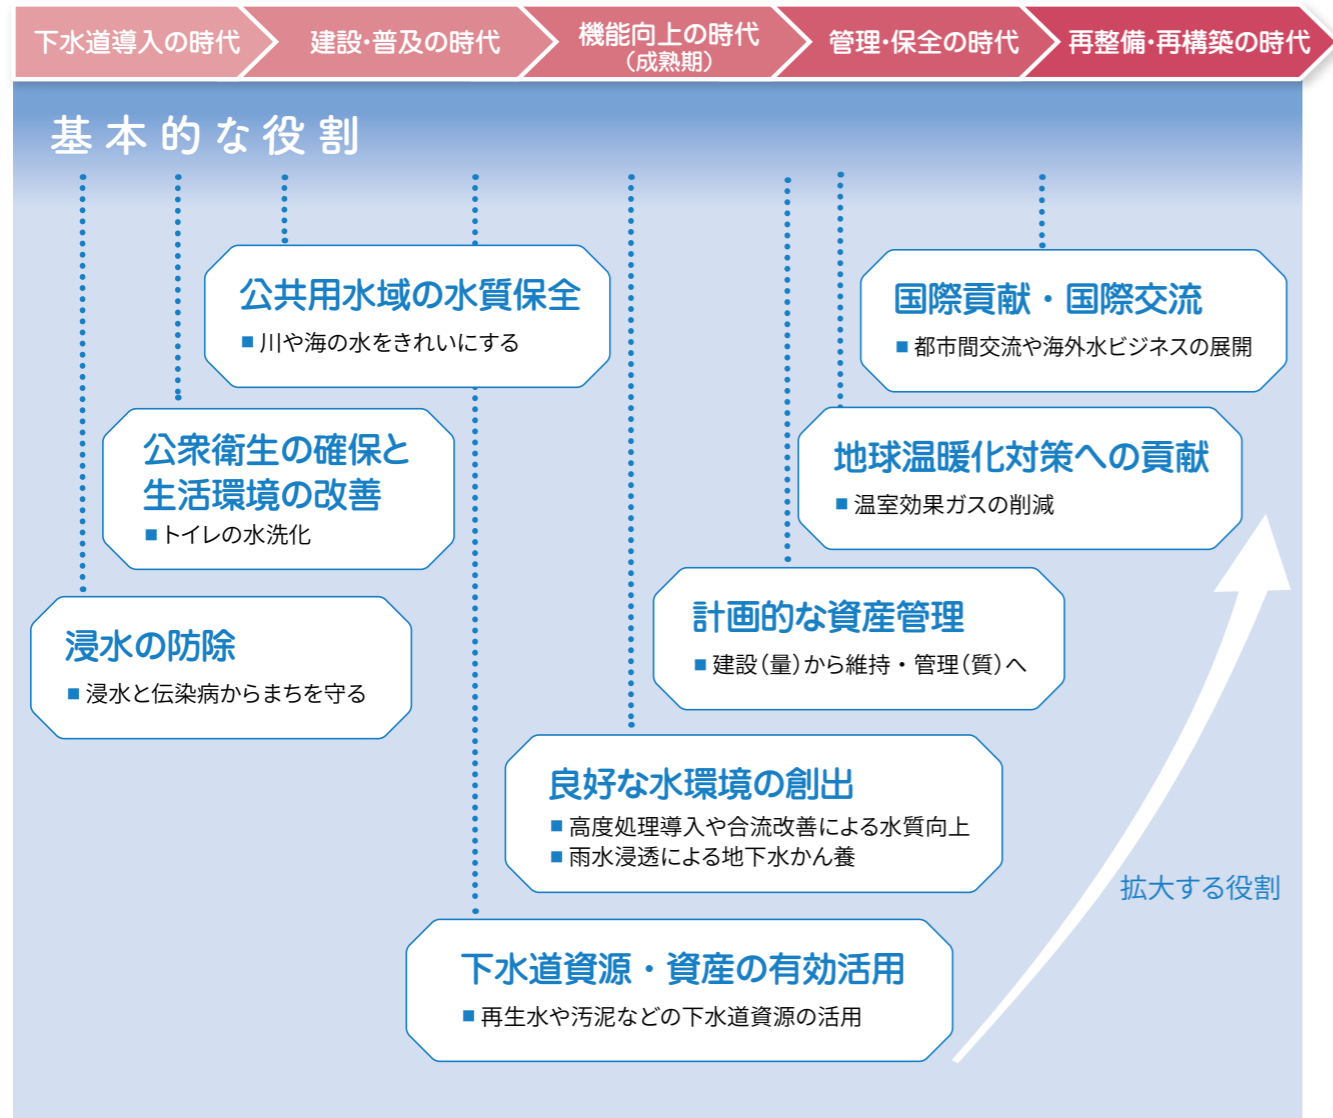 下水道導入の時代
建設・普及の時代
機能向上の時代
（成熟期）
管理・保全の時代
再整備・再構築の時代
基本的な役割
公共用水域の水質保全
■川や海の水をきれいにする
国際貢献・国際交流
■都市間交流や海外水ビジネスの展開
公衆衛生の確保と
生活環境の改善
■トイレの水洗化
地球温暖化対策への貢献
■温室効果ガスの削減
浸水の防除
■浸水と伝染病からまちを守る
計画的な資産管理
■建設（量）から維持・管理（質）へ
良好な水環境の創出
■高度処理導入や合流改善による水質向上
■雨水浸透による地下水かん養
拡大する役割
下水道資源・資産の有効活用
■再生水や汚泥などの下水道資源の活用